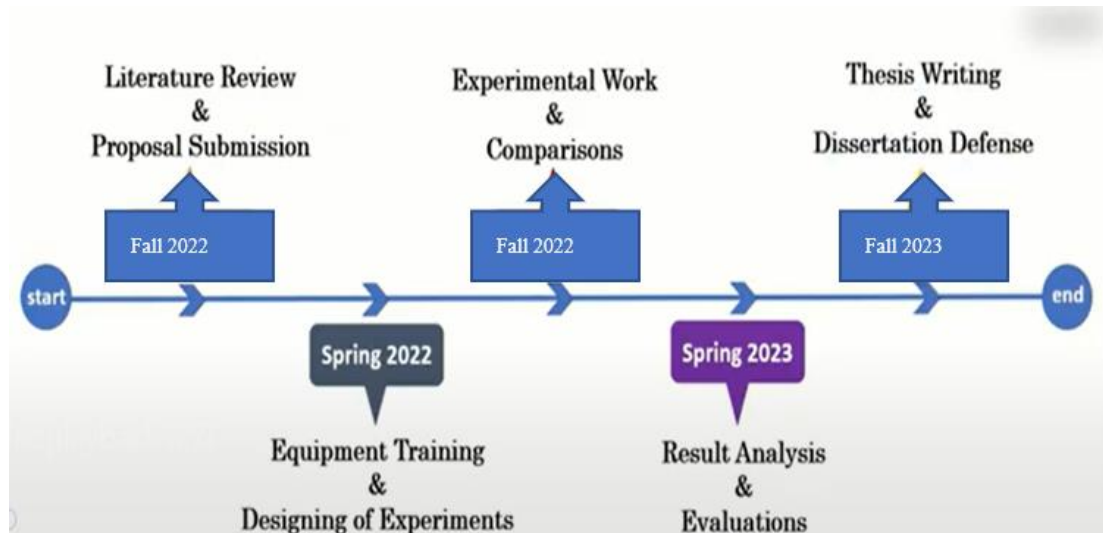 Literature Review
&
Proposal Submission
Experimental Work
&
Comparisons
Thesis Writing
&
Dissertation Defense
Fall 2022
Fall 2022
Fall 2023
start
end
Spring 2022
Spring 2023
Equipment Training
&
Designing of Experiments
Result Analysis
&
Evaluations